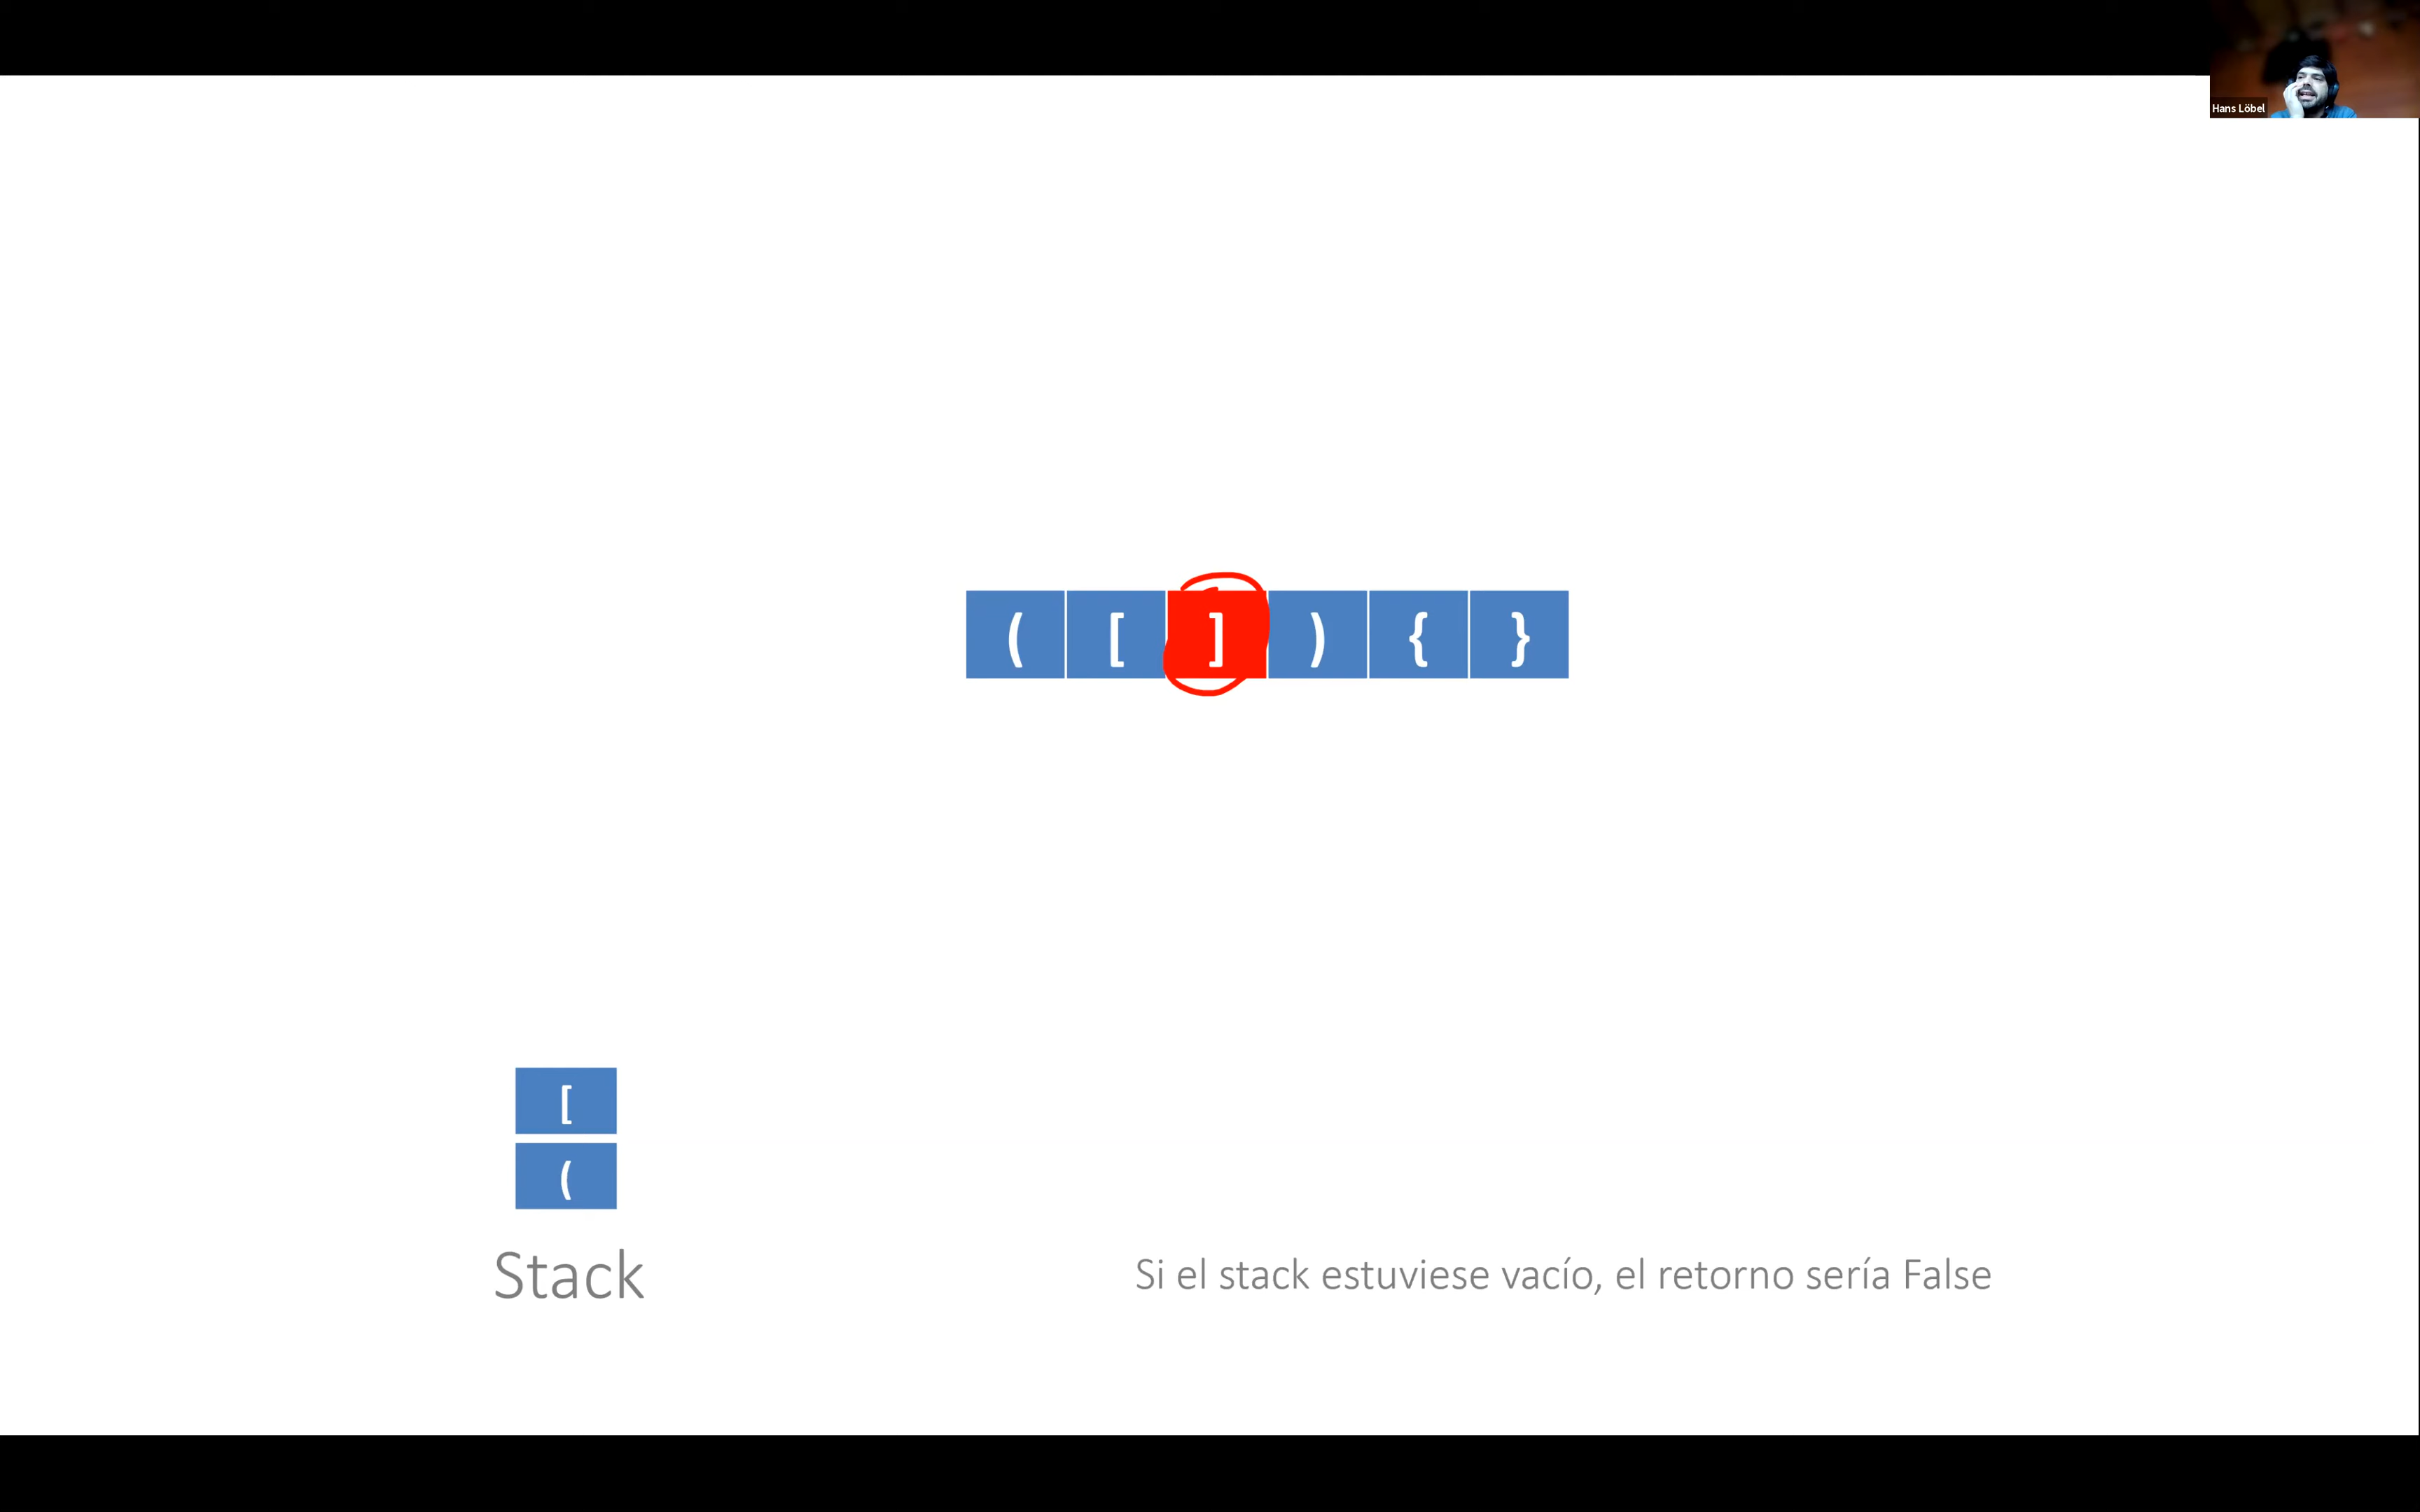 Hans Löbel
( [ ] ) { }
[
(
Stack
Si el stack estuviese vacío, el retorno sería False